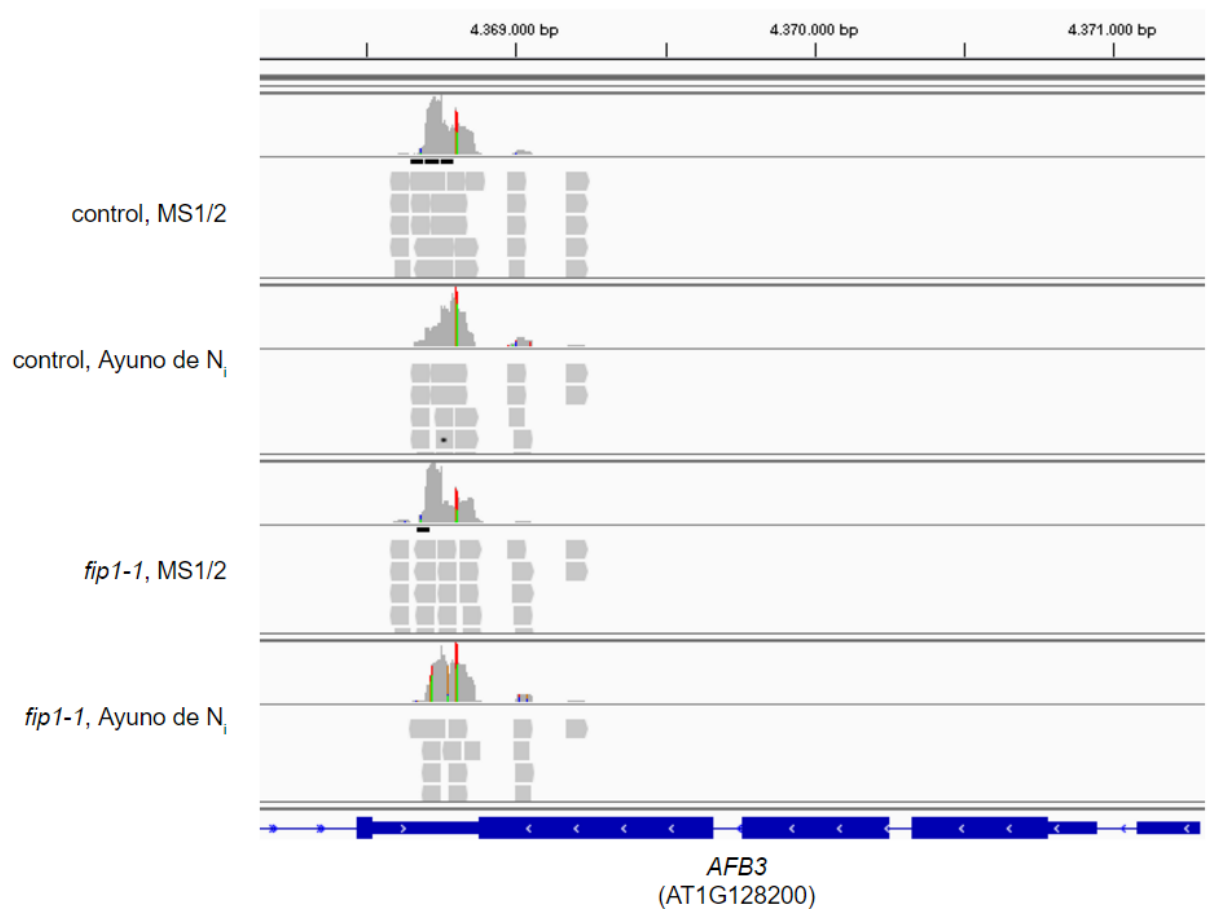 4.369.000 bp 4.370.000 bp 4.371.000 bp
control, MS1/2
control, Ayuno de Ni
fip1-1, MS1/2
fip1-1, Ayuno de Ni
AFB3
(AT1G128200)